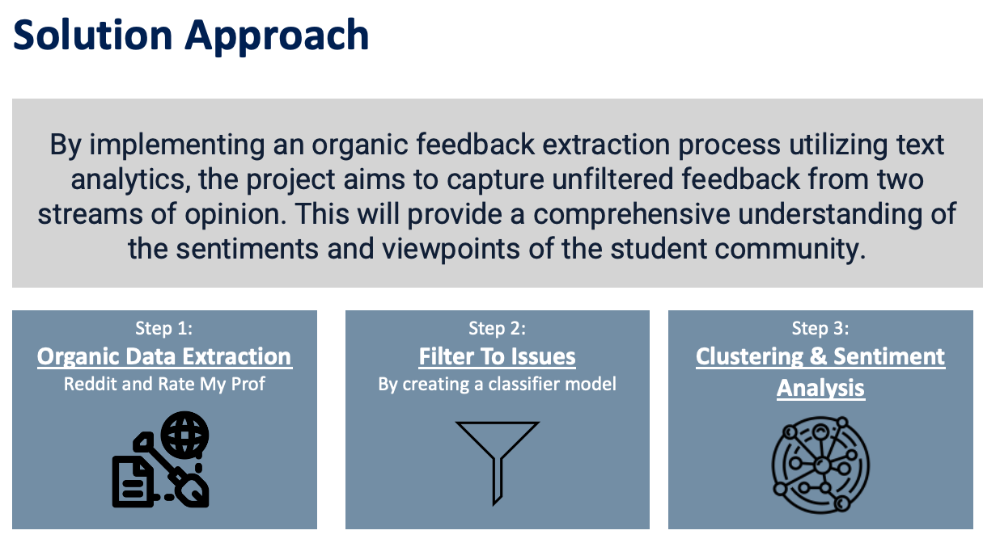 Solution Approach
By implementing an organic feedback extraction process utilizing text
analytics, the project aims to capture unfiltered feedback from two
streams of opinion. This will provide a comprehensive understanding of
the sentiments and viewpoints of the student community.
Step 1:
Organic Data Extraction
Reddit and Rate My Prof
Step 2:
Filter To Issues
By creating a classifier model
Step 3:
Clustering & Sentiment
Analysis